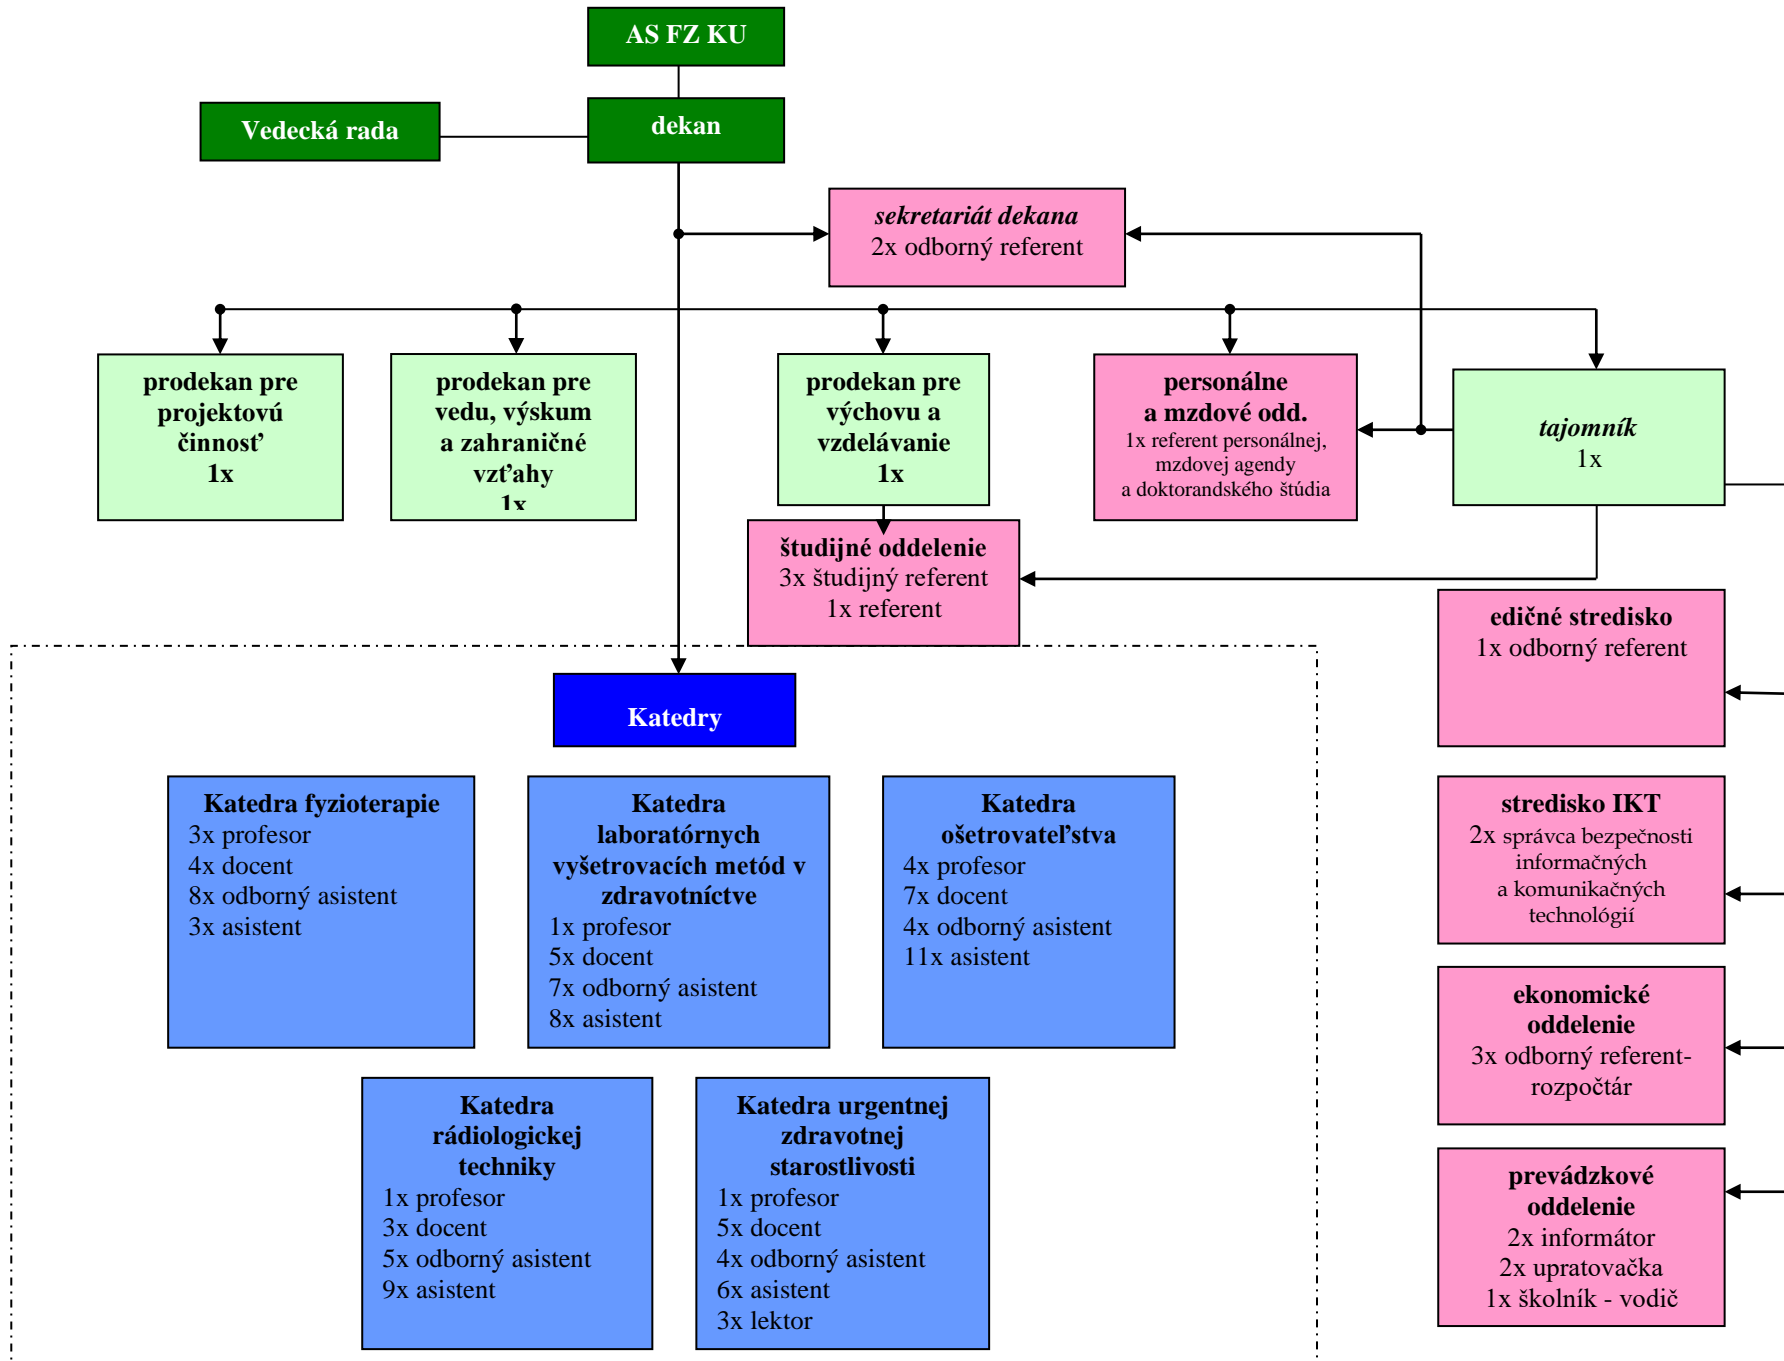 AS FZ KU
Vedecká rada
dekan
sekretariát dekana
2x odborný referent
prodekan pre
projektovú
činnosť
1x
prodekan pre
vedu, výskum
a zahraničné
vzťahy
1x
prodekan pre
výchovu a
vzdelávanie
1x
personálne
a mzdové odd.
1x referent personálnej,
mzdovej agendy
a doktorandského štúdia
tajomník
1x
študijné oddelenie
3x študijný referent
1x referent
edičné stredisko
1x odborný referent
Katedry
Katedra fyzioterapie
3x profesor
4x docent
8x odborný asistent
3x asistent
Katedra
laboratórnych
vyšetrovacích metód v
zdravotníctve
1x profesor
5x docent
7x odborný asistent
8x asistent
Katedra
ošetrovateľstva
4x profesor
7x docent
4x odborný asistent
11x asistent
stredisko IKT
2x správca bezpečnosti
informačných
a komunikačných
technológií
ekonomické
oddelenie
3x odborný referent-
rozpočtár
Katedra
rádiologickej
techniky
1x profesor
3x docent
5x odborný asistent
9x asistent
Katedra urgentnej
zdravotnej
starostlivosti
1x profesor
5x docent
4x odborný asistent
6x asistent
3x lektor
prevádzkové
oddelenie
2x informátor
2x upratovačka
1x školník - vodič